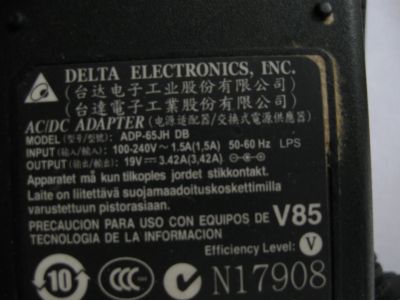 DELTA ELECTRONICS, INC.
(台达电子工业股份有限公司)
(台達電子工業股份有限公司)
AC/DC ADAPTER (电源适配器/交換式電源供應器)
MODEL (型号/型號): ADP-65JH DB
INPUT (输入/輸入): 100-240V~ 1.5A(1,5A) 50-60 Hz LPS
OUTPUT (输出/輸出): 19V⎓ 3.42A(3,42A)
Apparatet må kun tilkoples jordet stikkontakt.
Laite on liitettävä suojamaadoituskoskettimilla
varustettuun pistorasiaan.
PRECAUCION PARA USO CON EQUIPOS DE V85
TECNOLOGIA DE LA INFORMACION
Efficiency Level: V
10 CCC N17908